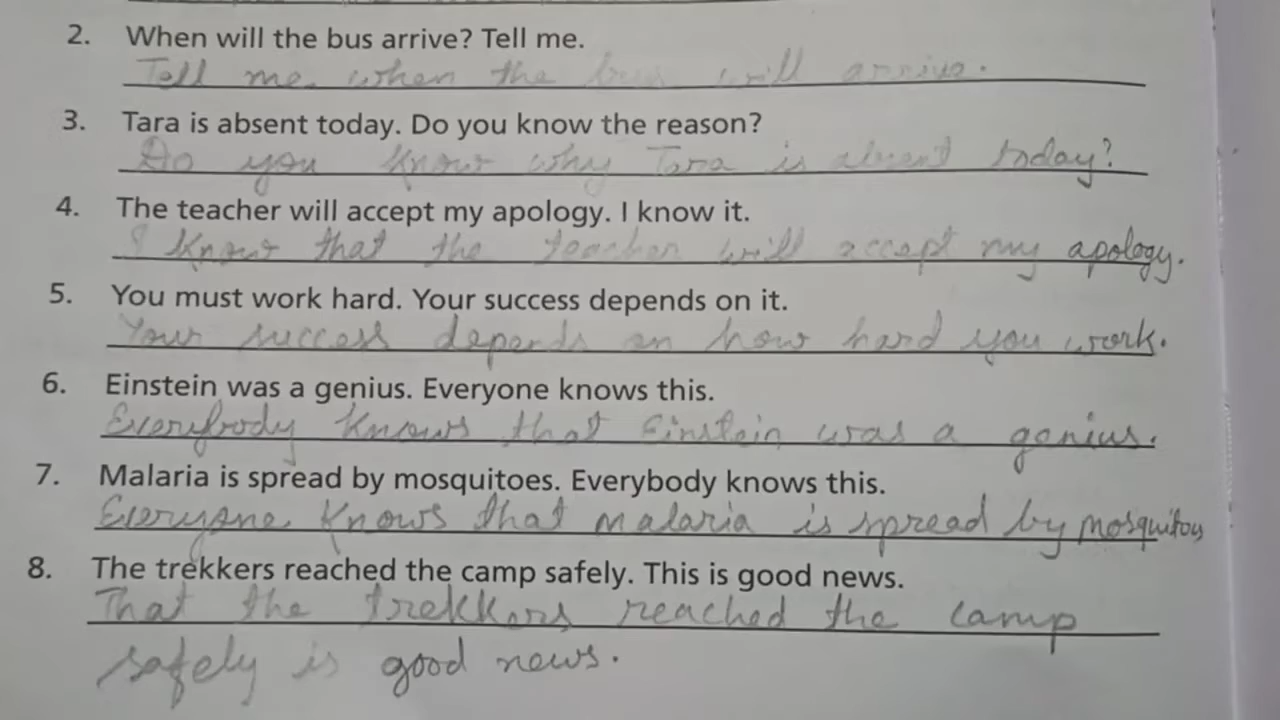 2. When will the bus arrive? Tell me.
Tell me when the bus will arrive.
3. Tara is absent today. Do you know the reason?
Do you know why Tara is absent today?
4. The teacher will accept my apology. I know it.
I know that the teacher will accept my apology.
5. You must work hard. Your success depends on it.
Your success depends on how hard you work.
6. Einstein was a genius. Everyone knows this.
Everybody knows that Einstein was a genius.
7. Malaria is spread by mosquitoes. Everybody knows this.
Everyone knows that malaria is spread by mosquitoes
8. The trekkers reached the camp safely. This is good news.
That the trekkers reached the camp
safely is good news.